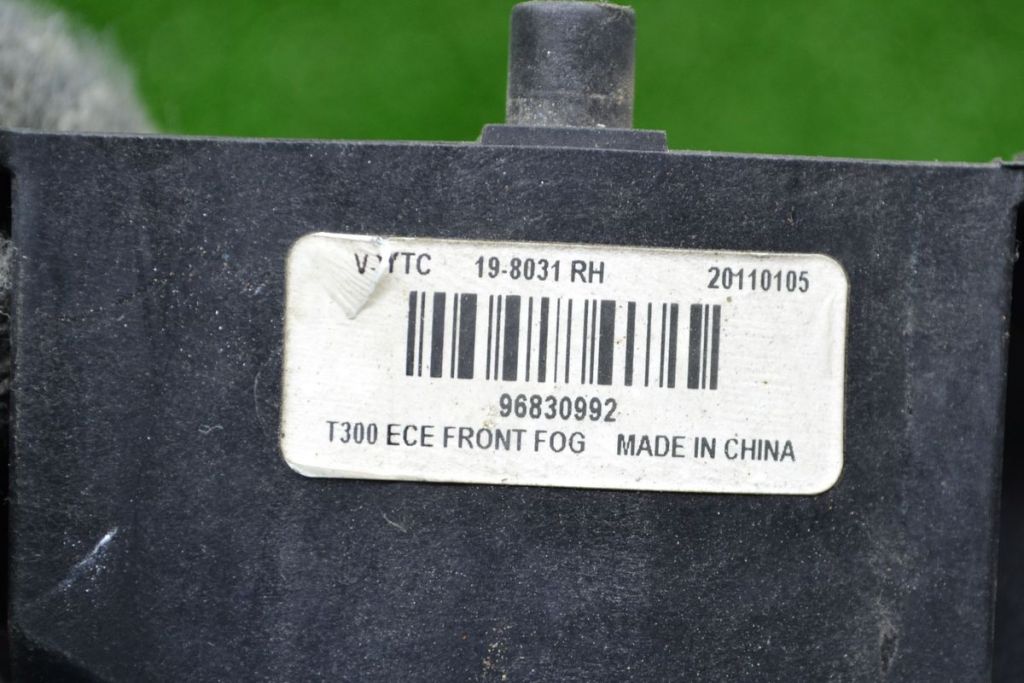 19-8031 RH 20110105
96830992
T300 ECE FRONT FOG MADE IN CHINA